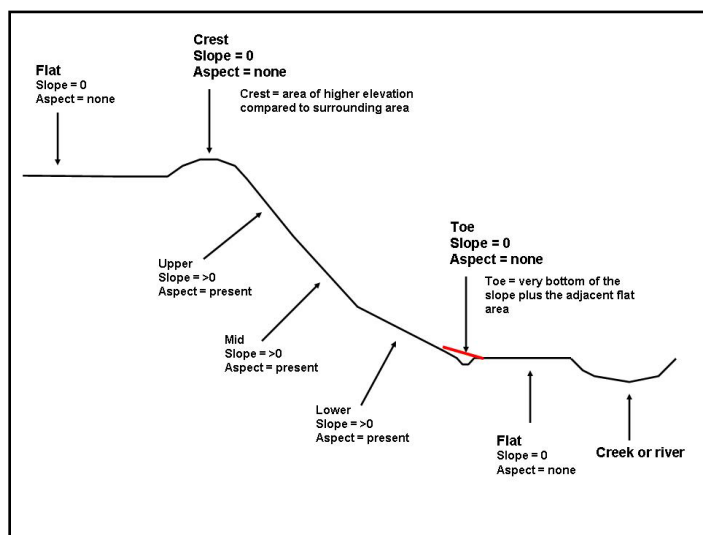 Crest
Slope = 0
Aspect = none
Flat
Slope = 0
Aspect = none
Crest = area of higher elevation
compared to surrounding area
Toe
Slope = 0
Aspect = none
Toe = very bottom of the
slope plus the adjacent flat
area
Upper
Slope = >0
Aspect = present
Mid
Slope = >0
Aspect = present
Lower
Slope = >0
Aspect = present
Flat
Slope = 0
Aspect = none
Creek or river